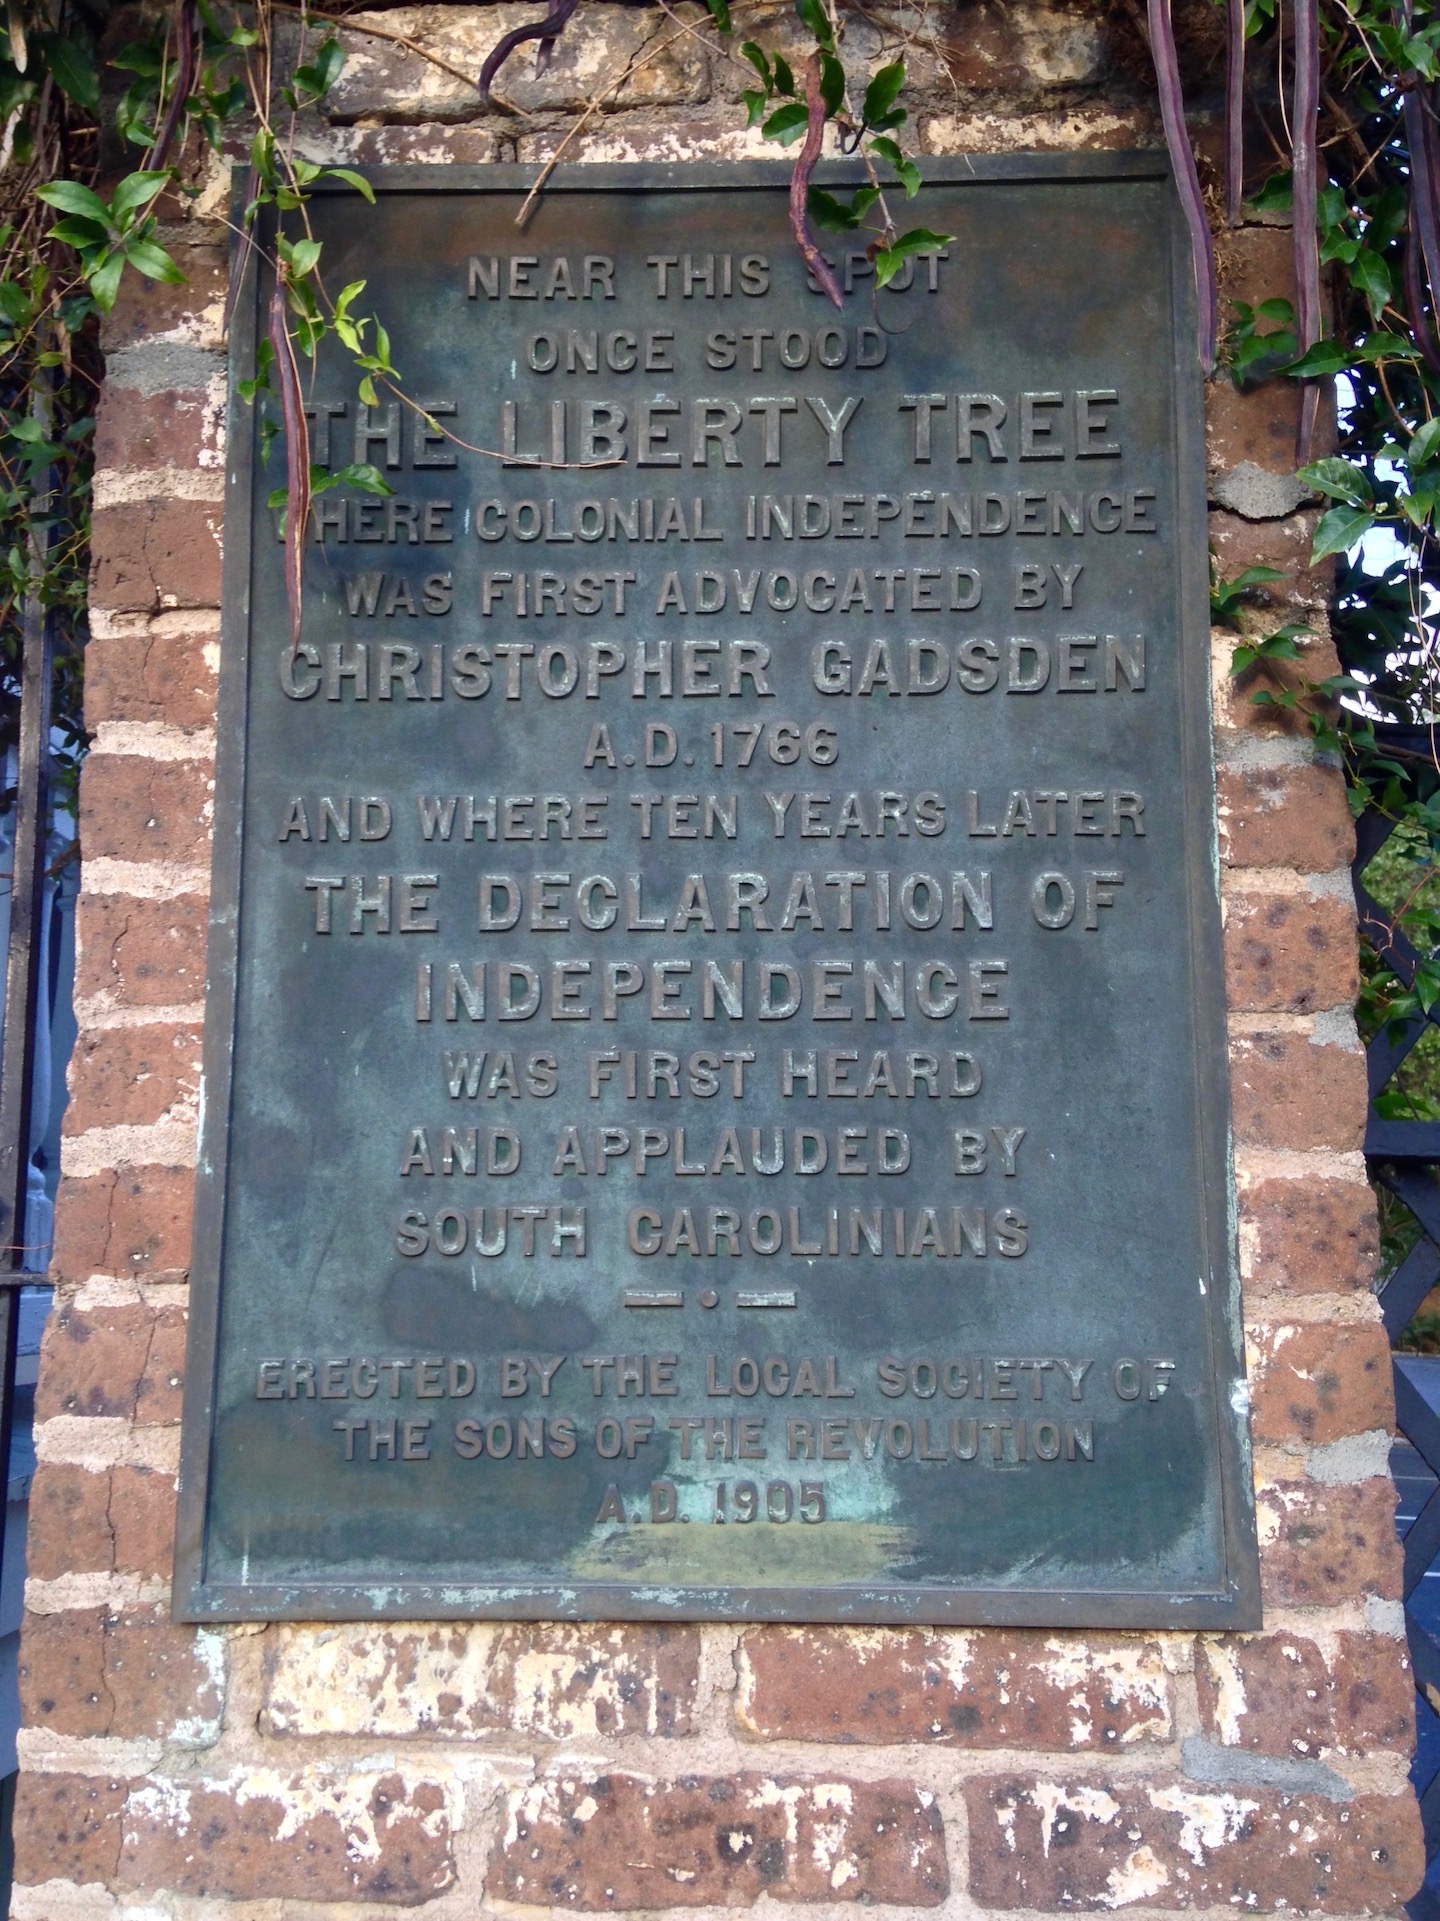 NEAR THIS SPOT
ONCE STOOD
THE LIBERTY TREE
WHERE COLONIAL INDEPENDENCE
WAS FIRST ADVOCATED BY
CHRISTOPHER GADSDEN
A.D. 1766
AND WHERE TEN YEARS LATER
THE DECLARATION OF
INDEPENDENCE
WAS FIRST HEARD
AND APPLAUDED BY
SOUTH CAROLINIANS
ERECTED BY THE LOCAL SOCIETY OF
THE SONS OF THE REVOLUTION
A.D. 1905